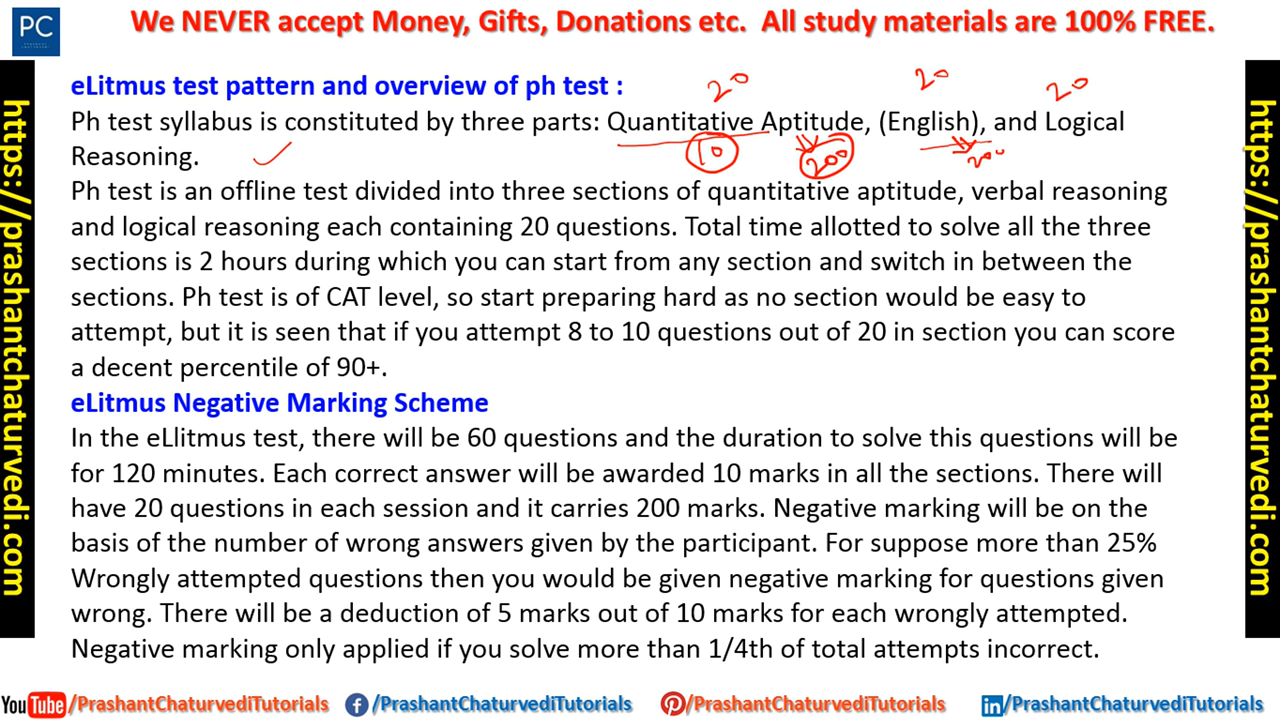 PC
We NEVER accept Money, Gifts, Donations etc. All study materials are 100% FREE.
eLitmus test pattern and overview of ph test :
20 20 20
Ph test syllabus is constituted by three parts: Quantitative Aptitude, (English), and Logical
Reasoning.
10 200 200
Ph test is an offline test divided into three sections of quantitative aptitude, verbal reasoning
and logical reasoning each containing 20 questions. Total time allotted to solve all the three
sections is 2 hours during which you can start from any section and switch in between the
sections. Ph test is of CAT level, so start preparing hard as no section would be easy to
attempt, but it is seen that if you attempt 8 to 10 questions out of 20 in section you can score
a decent percentile of 90+.
eLitmus Negative Marking Scheme
In the eLlitmus test, there will be 60 questions and the duration to solve this questions will be
for 120 minutes. Each correct answer will be awarded 10 marks in all the sections. There will
have 20 questions in each session and it carries 200 marks. Negative marking will be on the
basis of the number of wrong answers given by the participant. For suppose more than 25%
Wrongly attempted questions then you would be given negative marking for questions given
wrong. There will be a deduction of 5 marks out of 10 marks for each wrongly attempted.
Negative marking only applied if you solve more than 1/4th of total attempts incorrect.
https://prashantchaturvedi.com
https://prashantchaturvedi.com
YouTube/PrashantChaturvediTutorials f/PrashantChaturvediTutorials /PrashantChaturvediTutorials in/PrashantChaturvediTutorials